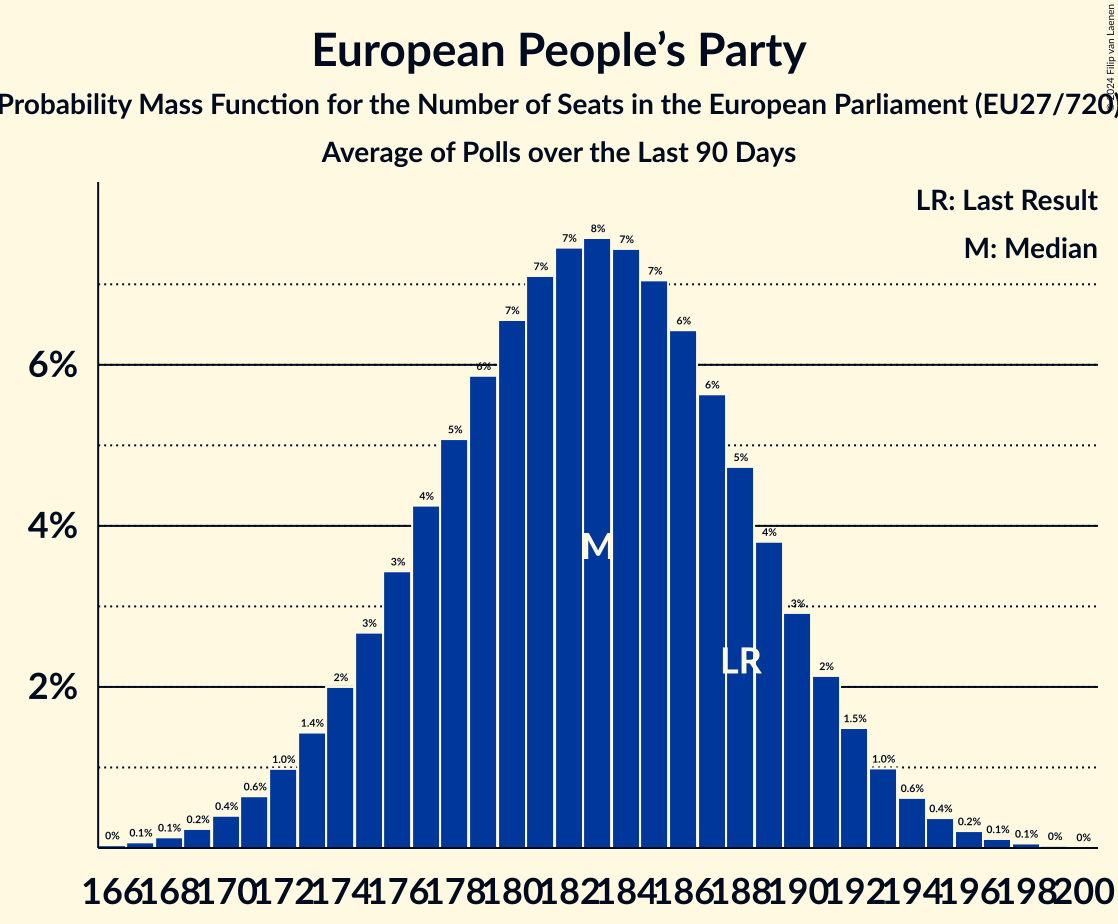 ©2024 Filip van Laenen
European People’s Party
Probability Mass Function for the Number of Seats in the European Parliament (EU27/720)
Average of Polls over the Last 90 Days
LR: Last Result
M: Median
8%
7% 7%
7% 7%
7% 6%
6% 6%
6%
5% 5%
4% 4%
4%
M
3% 3%
3%
LR
2% 2%
2%
1.4% 1.5%
1.0% 1.0%
0.6% 0.6%
0.4% 0.4%
0% 0.1% 0.1% 0.2% 0.2% 0.1% 0.1% 0% 0%
166 168 170 172 174 176 178 180 182 184 186 188 190 192 194 196 198 200